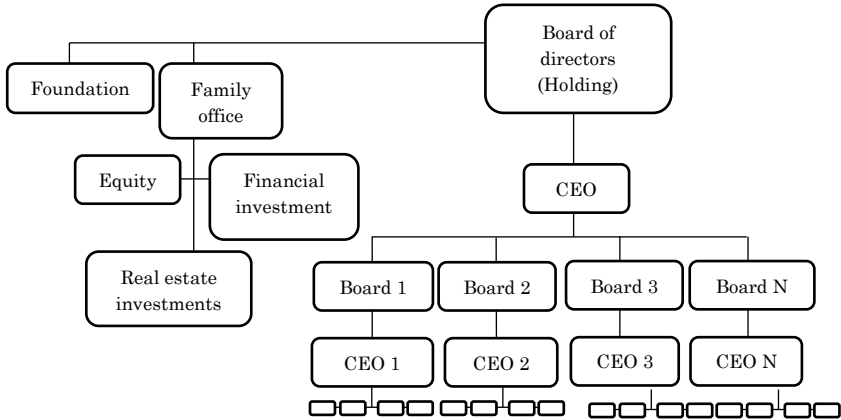 Board of
directors
(Holding)
Foundation
Family
office
Equity
Financial
investment
CEO
Real estate
investments
Board 1
Board 2
Board 3
Board N
CEO 1
CEO 2
CEO 3
CEO N